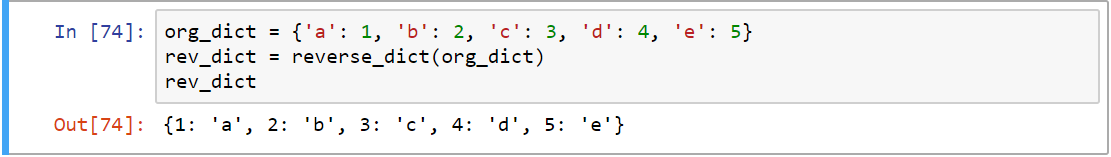 In [74]: org_dict = {'a': 1, 'b': 2, 'c': 3, 'd': 4, 'e': 5}
rev_dict = reverse_dict(org_dict)
rev_dict
Out[74]: {1: 'a', 2: 'b', 3: 'c', 4: 'd', 5: 'e'}